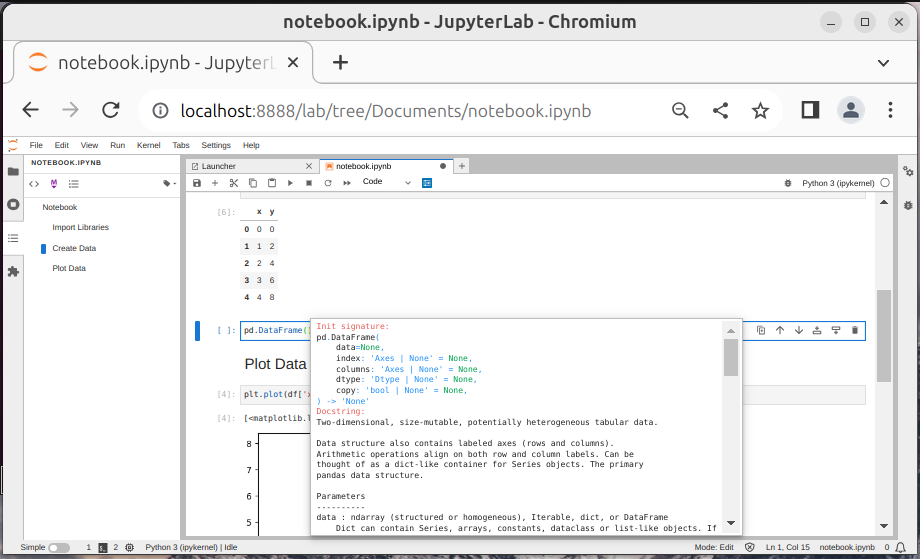 notebook.ipynb - JupyterLab - Chromium
notebook.ipynb - JupyterL
localhost:8888/lab/tree/Documents/notebook.ipynb
File Edit View Run Kernel Tabs Settings Help
NOTEBOOK.IPYNB
Launcher
notebook.ipynb
Code
Python 3 (ipykernel)
Notebook
Import Libraries
Create Data
Plot Data
[6]:
x y
0 0 0
1 1 2
2 2 4
3 3 6
4 4 8
[ ]: pd.DataFrame(
Init signature:
pd.DataFrame(
data=None,
index: 'Axes | None' = None,
columns: 'Axes | None' = None,
dtype: 'Dtype | None' = None,
copy: 'bool | None' = None,
) -> 'None'
Docstring:
Two-dimensional, size-mutable, potentially heterogeneous tabular data.
Data structure also contains labeled axes (rows and columns).
Arithmetic operations align on both row and column labels. Can be
thought of as a dict-like container for Series objects. The primary
pandas data structure.
Parameters
----------
data : ndarray (structured or homogeneous), Iterable, dict, or DataFrame
Dict can contain Series, arrays, constants, dataclass or list-like objects. If
Plot Data
[4]: plt.plot(df['
[4]: [<matplotlib.
8
7
6
5
Simple 1 2 Python 3 (ipykernel) | Idle
Mode: Edit Ln 1, Col 15 notebook.ipynb 0